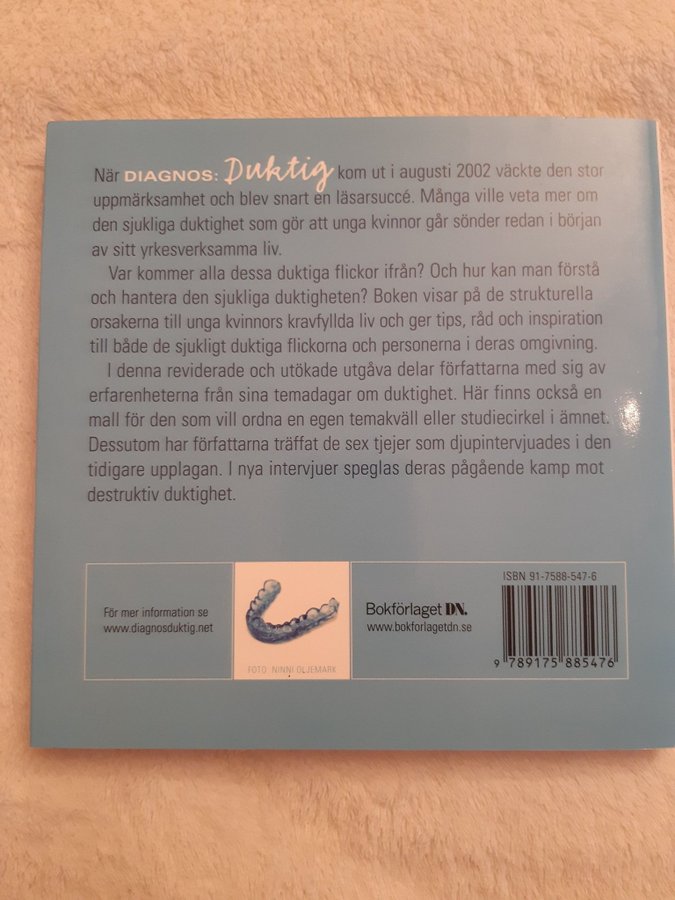 När DIAGNOS: Duktig kom ut i augusti 2002 väckte den stor
uppmärksamhet och blev snart en läsarsuccé. Många ville veta mer om
den sjukliga duktighet som gör att unga kvinnor går sönder redan i början
av sitt yrkesverksamma liv.
Var kommer alla dessa duktiga flickor ifrån? Och hur kan man förstå
och hantera den sjukliga duktigheten? Boken visar på de strukturella
orsakerna till unga kvinnors kravfyllda liv och ger tips, råd och inspiration
till både de sjukligt duktiga flickorna och personerna i deras omgivning.
I denna reviderade och utökade utgåva delar författarna med sig av
erfarenheterna från sina temadagar om duktighet. Här finns också en
mall för den som vill ordna en egen temakväll eller studiecirkel i ämnet.
Dessutom har författarna träffat de sex tjejer som djupintervjuades i den
tidigare upplagan. I nya intervjuer speglas deras pågående kamp mot
destruktiv duktighet.
För mer information se
www.diagnosduktig.net
FOTO: NINNI OLJEMARK
Bokförlaget DN.
www.bokforlagetdn.se
ISBN 91-7588-547-6
9 789175 885476